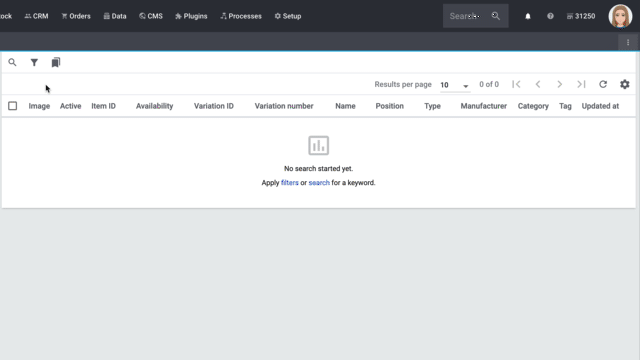 ock CRM Orders Data CMS Plugins Processes Setup Search 31250
Results per page 10 0 of 0
Image Active Item ID Availability Variation ID Variation number Name Position Type Manufacturer Category Tag Updated at
No search started yet.
Apply filters or search for a keyword.